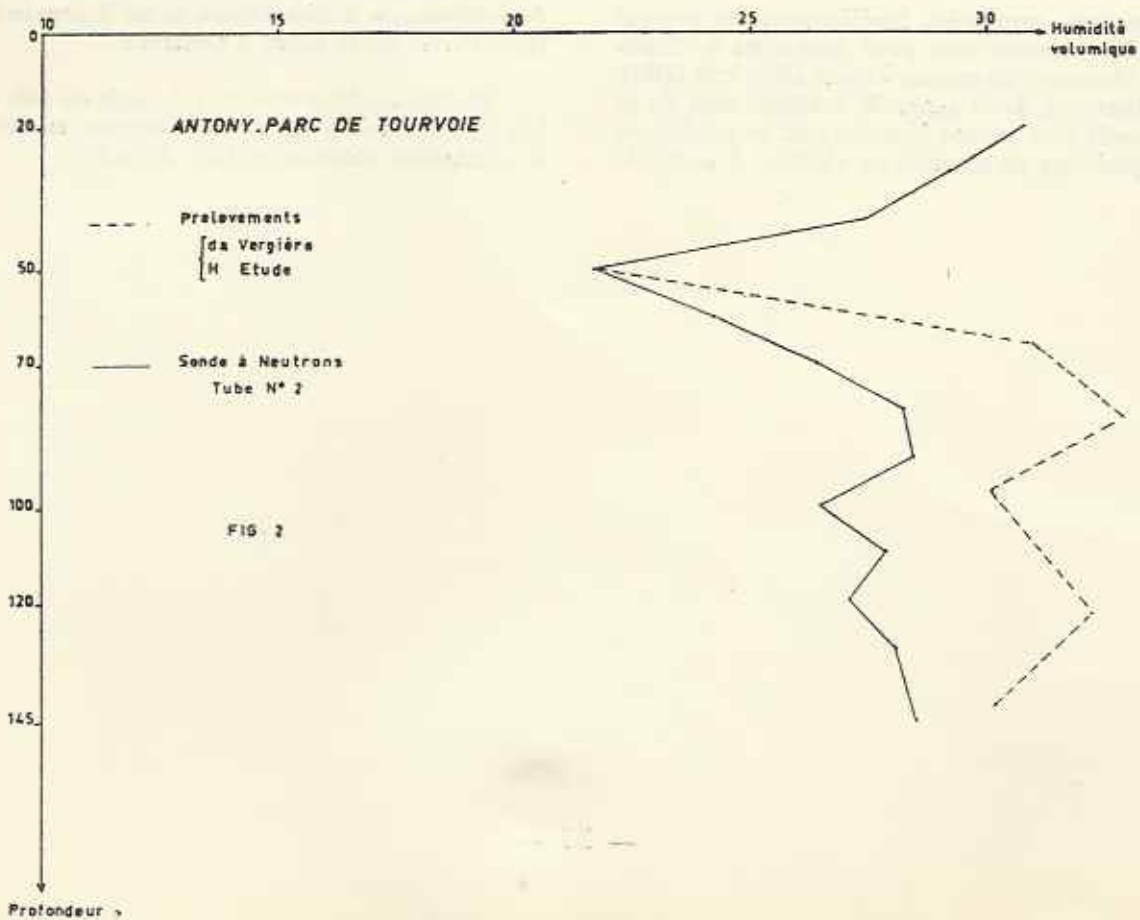 10 15 20 25 30 Humidité
volumique
0
ANTONY.PARC DE TOURVOIE
20
Prelevements
da Vergière
H Etude
50
Sonde à Neutrons
Tube N° 2
70
100
FIG 2
120
145
Profondeur